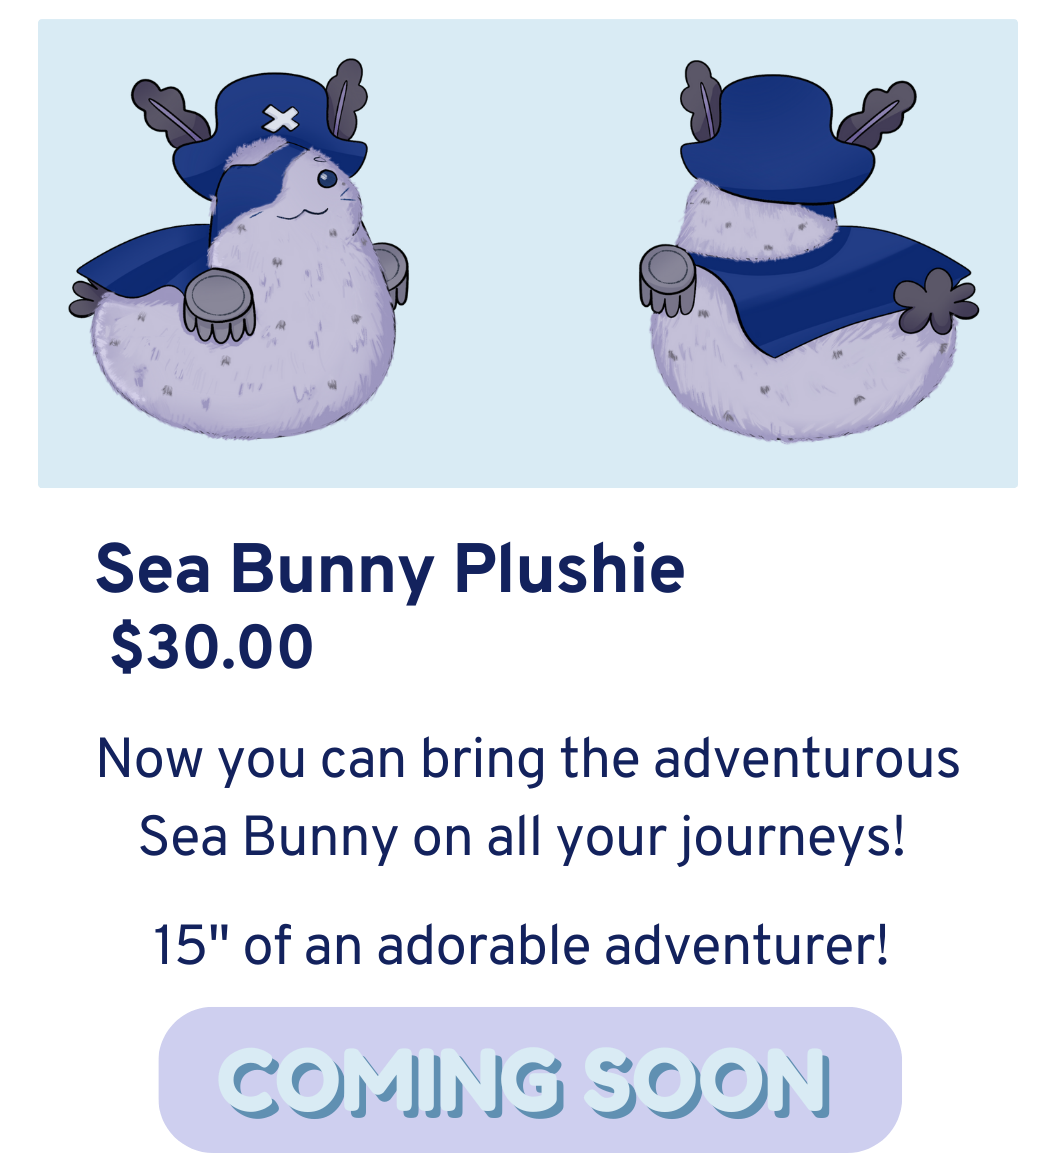 Sea Bunny Plushie
$30.00
Now you can bring the adventurous
Sea Bunny on all your journeys!
15" of an adorable adventurer!
COMING SOON